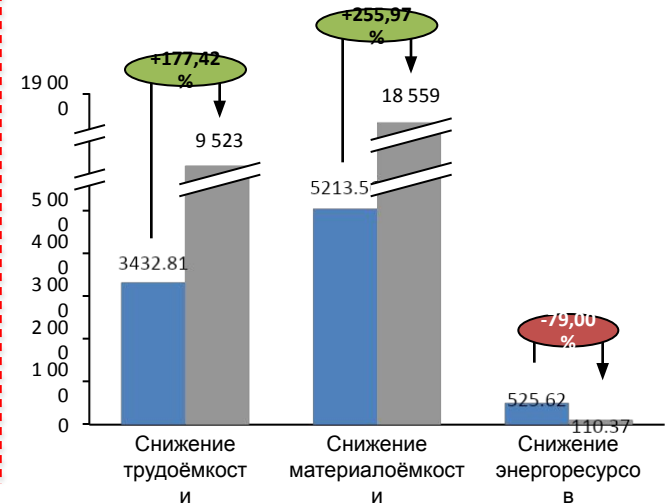 +255,97
%
+177,42
%
19 00
0
18 559
9 523
5 00
0
5213.5
4 00
0
3432.81
3 00
0
2 00
0
-79,00
%
1 00
0
525.62
110.37
0
Снижение
трудоёмкост
и
Снижение
материалоёмкост
и
Снижение
энергоресурсо
в